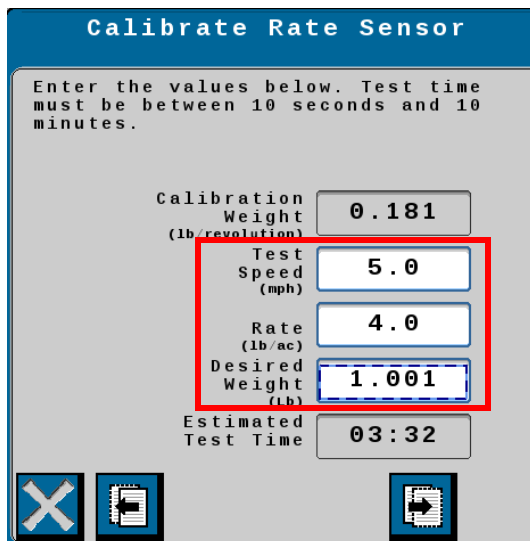 Calibrate Rate Sensor
Enter the values below. Test time
must be between 10 seconds and 10
minutes.
Calibration
Weight
(lb/revolution)
0.181
Test
Speed
(mph)
5.0
Rate
(lb/ac)
4.0
Desired
Weight
(Lb)
1.001
Estimated
Test Time
03:32